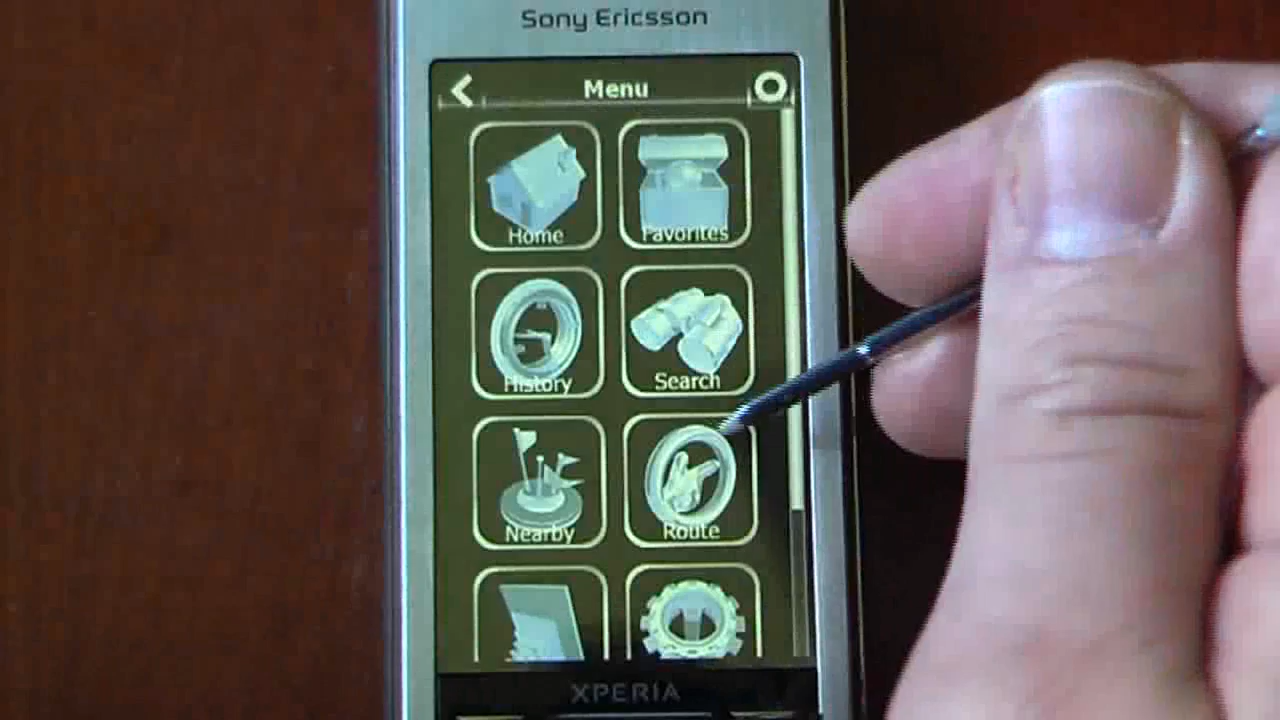 Sony Ericsson
Menu
Home
Favorites
History
Search
Nearby
Route
XPERIA